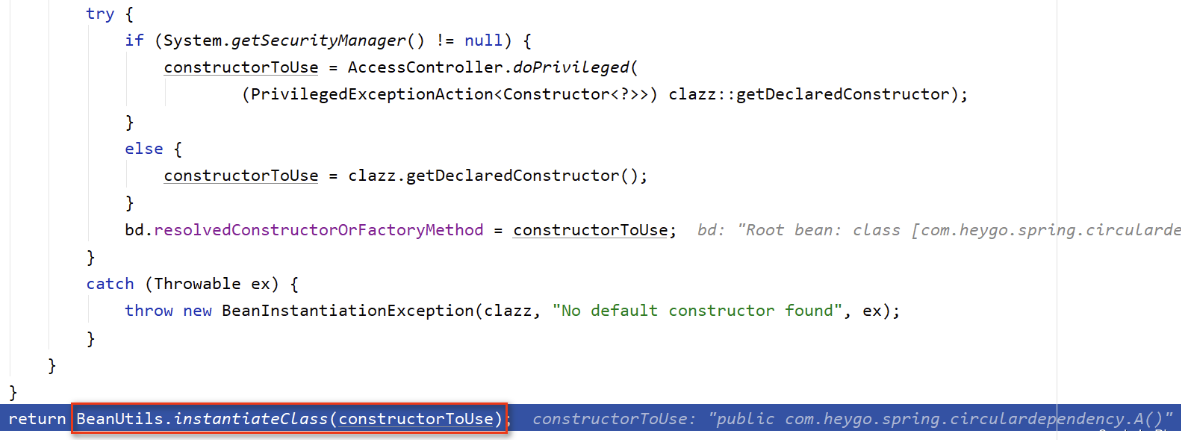 try {
if (System.getSecurityManager() != null) {
constructorToUse = AccessController.doPrivileged(
(PrivilegedExceptionAction<Constructor<?>>) clazz::getDeclaredConstructor);
}
else {
constructorToUse = clazz.getDeclaredConstructor();
}
bd.resolvedConstructorOrFactoryMethod = constructorToUse; bd: "Root bean: class [com.heygo.spring.circularde
}
catch (Throwable ex) {
throw new BeanInstantiationException(clazz, "No default constructor found", ex);
}
}
}
return BeanUtils.instantiateClass(constructorToUse); constructorToUse: "public com.heygo.spring.circulardependency.A()"